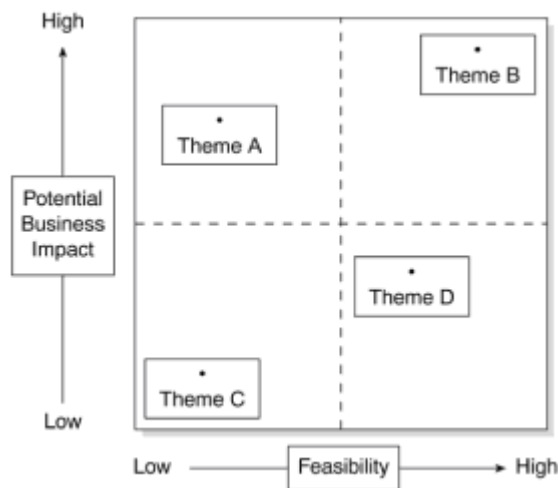 High
Theme B
Theme A
Potential
Business
Impact
Theme D
Theme C
Low
Low
Feasibility
High